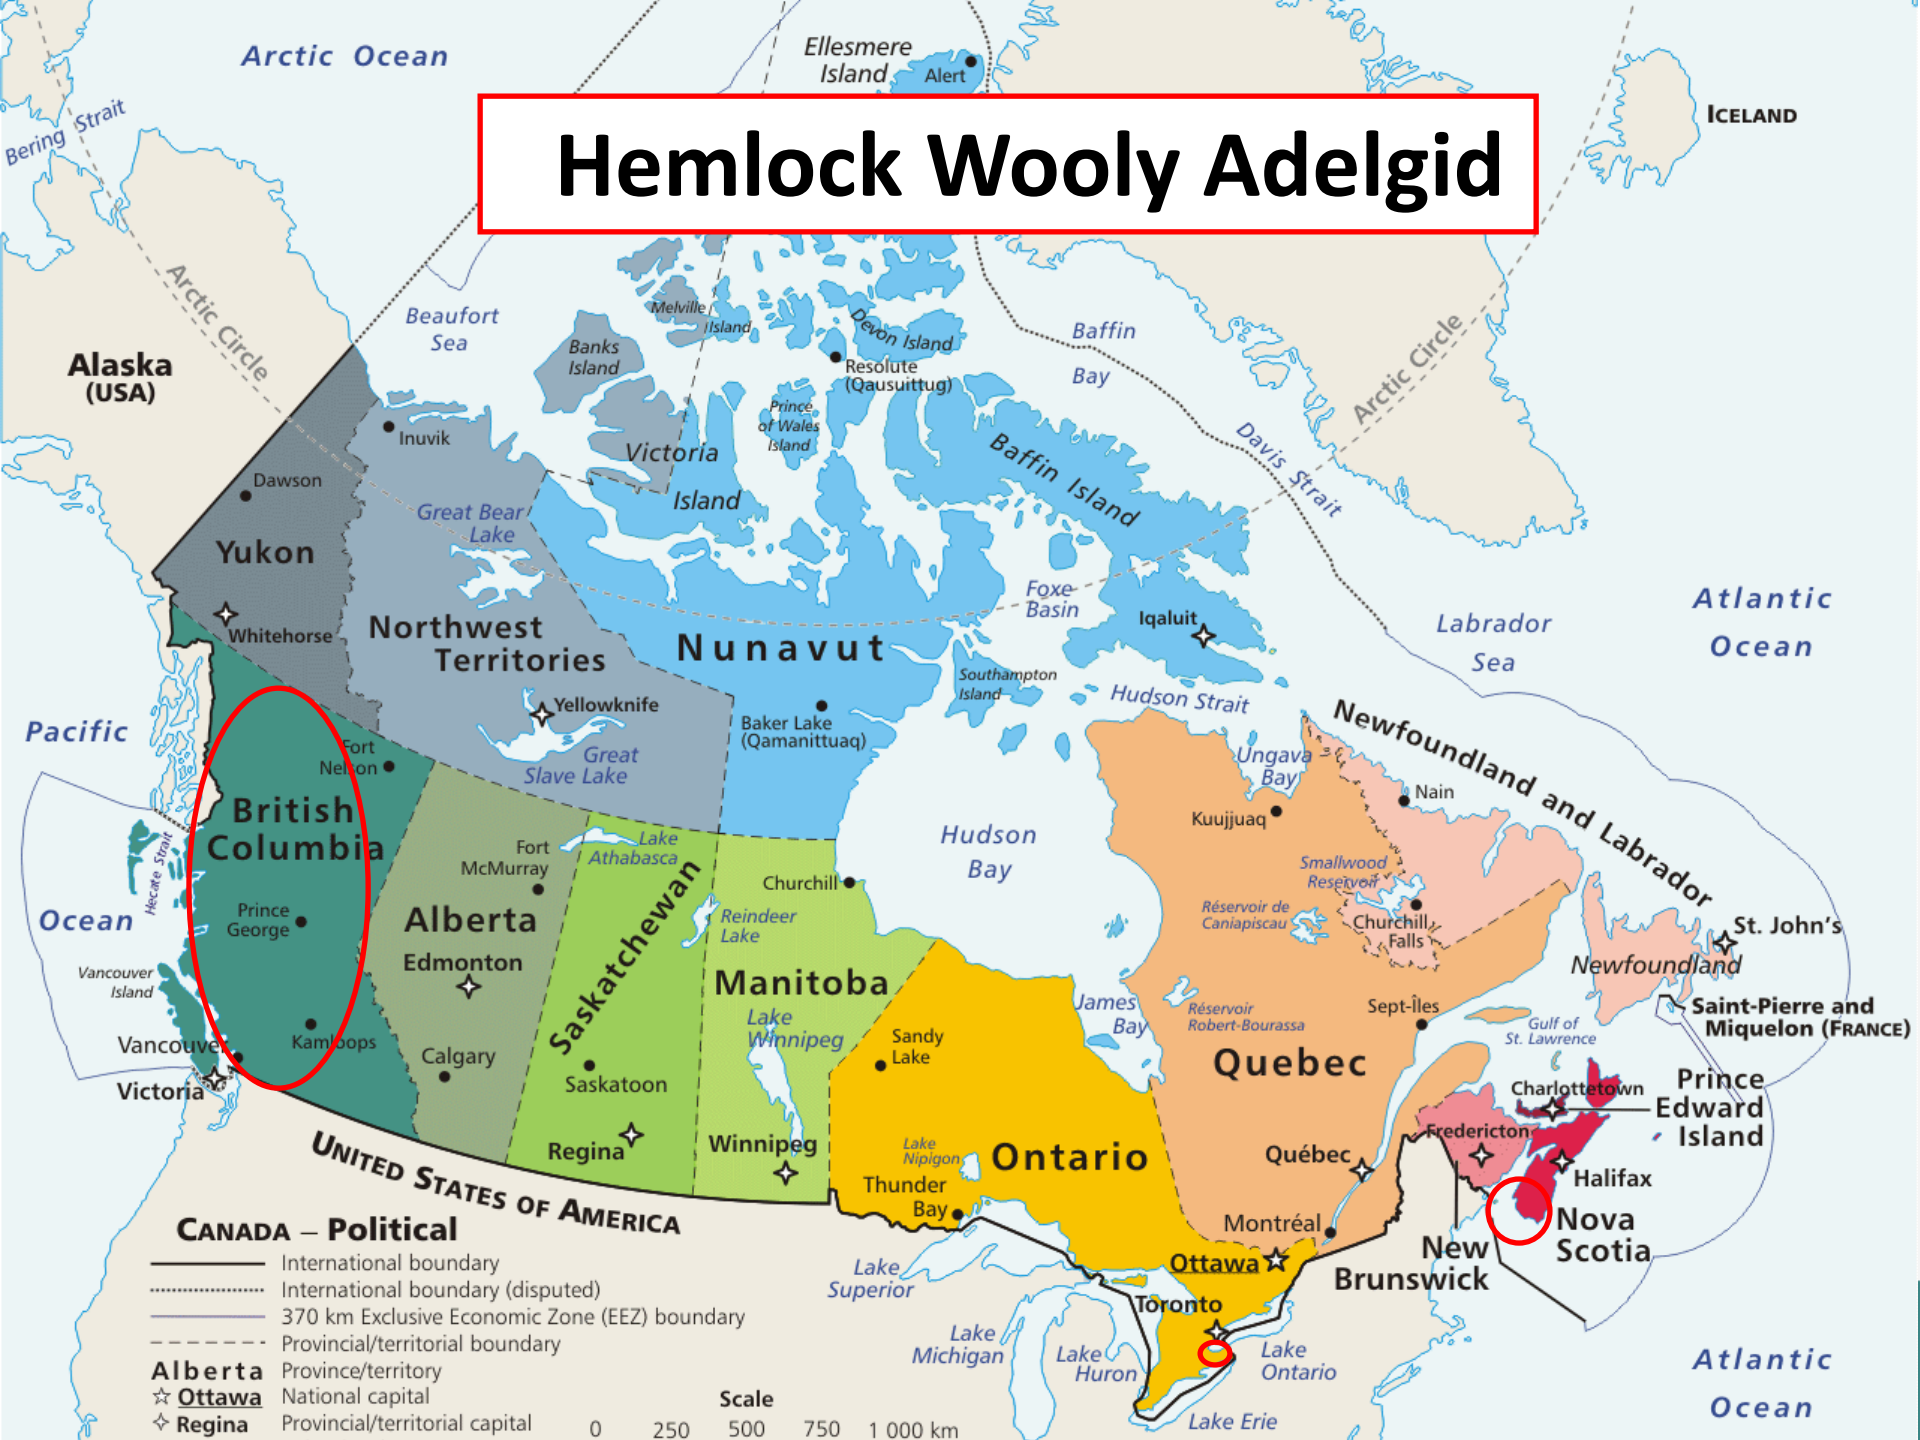 Arctic Ocean
Ellesmere
Island
Alert
Bering Strait
ICELAND
Hemlock Wooly Adelgid
Arctic Circle
Beaufort
Sea
Melville
Island
Devon Island
Baffin
Bay
Arctic Circle
Banks
Island
Resolute
(Qausuittug)
Alaska
(USA)
Prince
of Wales
Island
Inuvik
Victoria
Island
Baffin Island
Davis Strait
Dawson
Great Bear
Lake
Yukon
Foxe
Basin
Atlantic
Ocean
Whitehorse
Northwest
Territories
Nunavut
Iqaluit
Labrador
Sea
Southampton
Island
Hudson Strait
Yellowknife
Baker Lake
(Qamanittuaq)
Great
Slave Lake
Pacific
Ocean
Fort
Nelson
Ungava
Bay
Newfoundland and Labrador
Nain
Kuujjuaq
British
Columbia
Hecate Strait
Lake
Athabasca
Fort
McMurray
Hudson
Bay
Smallwood
Reservoir
Churchill
Saskatchewan
Reindeer
Lake
Prince
George
Alberta
Edmonton
Réservoir de
Caniapiscau
Churchill
Falls
St. John's
Newfoundland
Vancouver
Island
Manitoba
Lake
Winnipeg
James
Bay
Réservoir
Robert-Bourassa
Sept-Îles
Gulf of
St. Lawrence
Saint-Pierre and
Miquelon (FRANCE)
Vancouver
Kamloops
Calgary
Sandy
Lake
Quebec
Victoria
Saskatoon
Charlottetown
Prince
Edward
Island
Regina
Winnipeg
Lake
Nipigon
Ontario
Fredericton
Québec
Halifax
UNITED STATES OF AMERICA
Thunder
Bay
Montréal
Nova
Scotia
New
Brunswick
Ottawa
Lake
Superior
Toronto
Lake
Michigan
Lake
Huron
Lake
Ontario
Lake Erie
Atlantic
Ocean
CANADA – Political
International boundary
International boundary (disputed)
370 km Exclusive Economic Zone (EEZ) boundary
Provincial/territorial boundary
Alberta Province/territory
Ottawa National capital
Regina Provincial/territorial capital
Scale
0 250 500 750 1 000 km